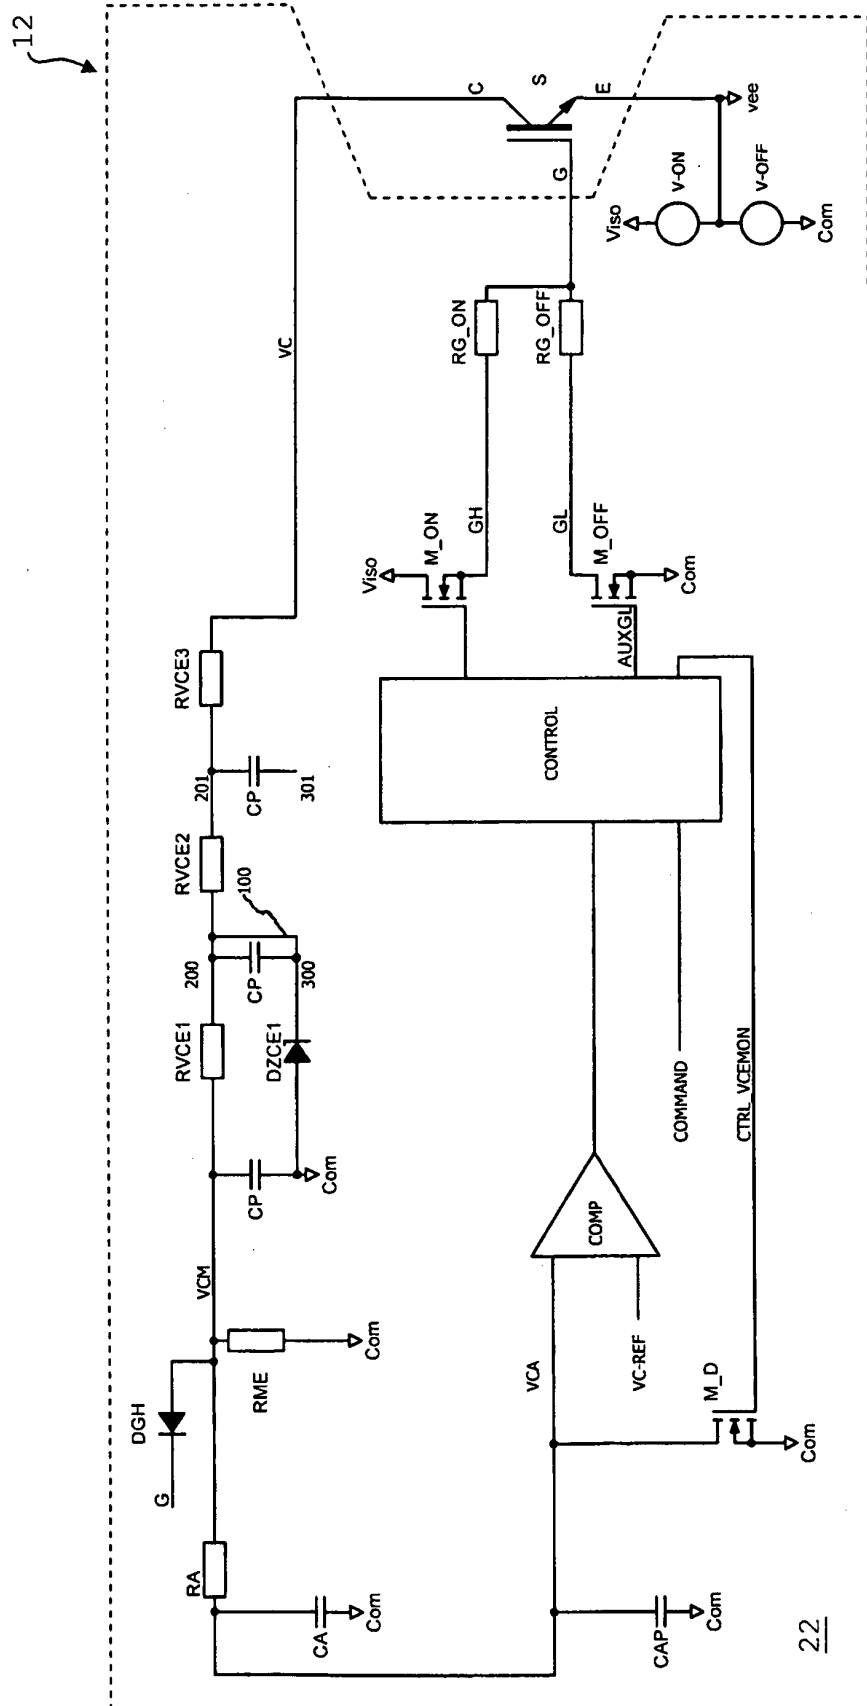 12
VC
C
S
E
G
vee
V-ON
V-OFF
Viso
Com
RG_ON
RG_OFF
GH
GL
M_ON
M_OFF
Viso
Com
AUXGL
CONTROL
RVCE3
201
CP
301
RVCE2
100
200
CP
300
RVCE1
DZCE1
CP
Com
VCM
DGH
G
RME
Com
RA
CA
Com
COMP
VCA
VC-REF
COMMAND
CTRL_VCEMON
M_D
Com
CAP
Com
22